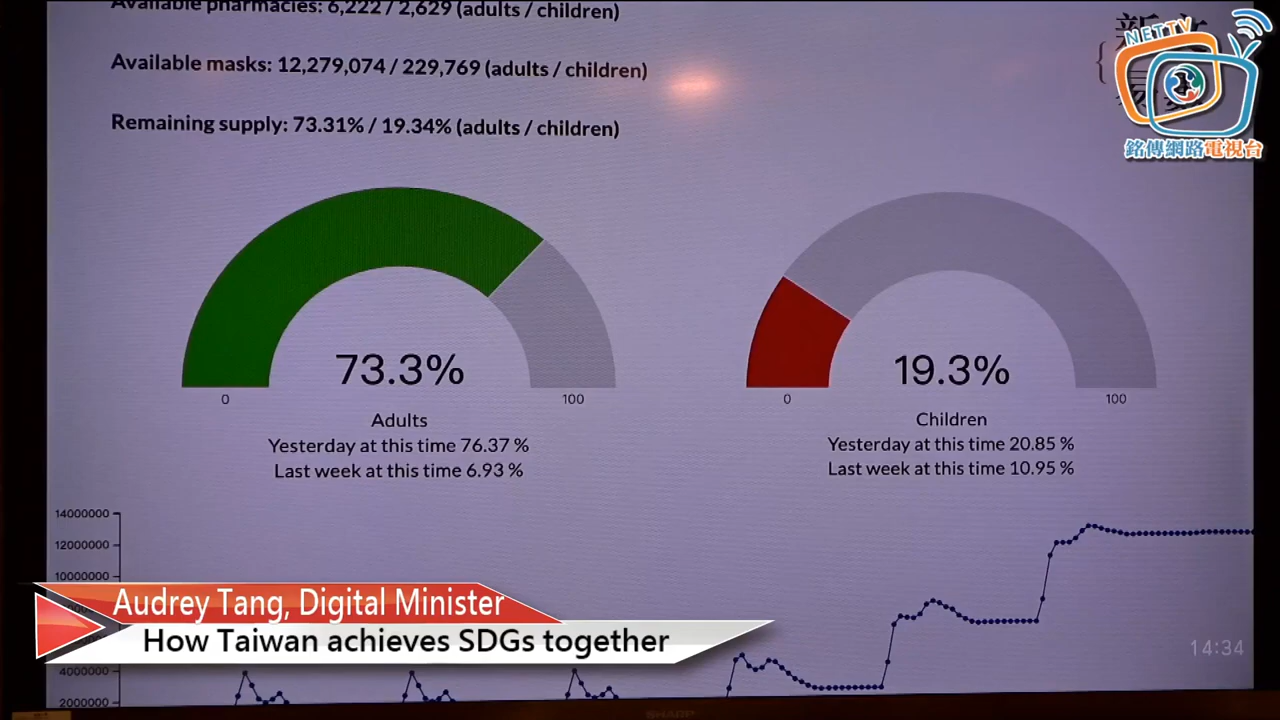 Available pharmacies: 6,222 / 2,629 (adults / children)
Available masks: 12,279,074 / 229,769 (adults / children)
Remaining supply: 73.31% / 19.34% (adults / children)
NETTV
銘傳網路電視台
73.3%
0
100
Adults
Yesterday at this time 76.37 %
Last week at this time 6.93 %
19.3%
0
100
Children
Yesterday at this time 20.85 %
Last week at this time 10.95 %
14000000
12000000
10000000
4000000
2000000
Audrey Tang, Digital Minister
How Taiwan achieves SDGs together
14:34
SHARP